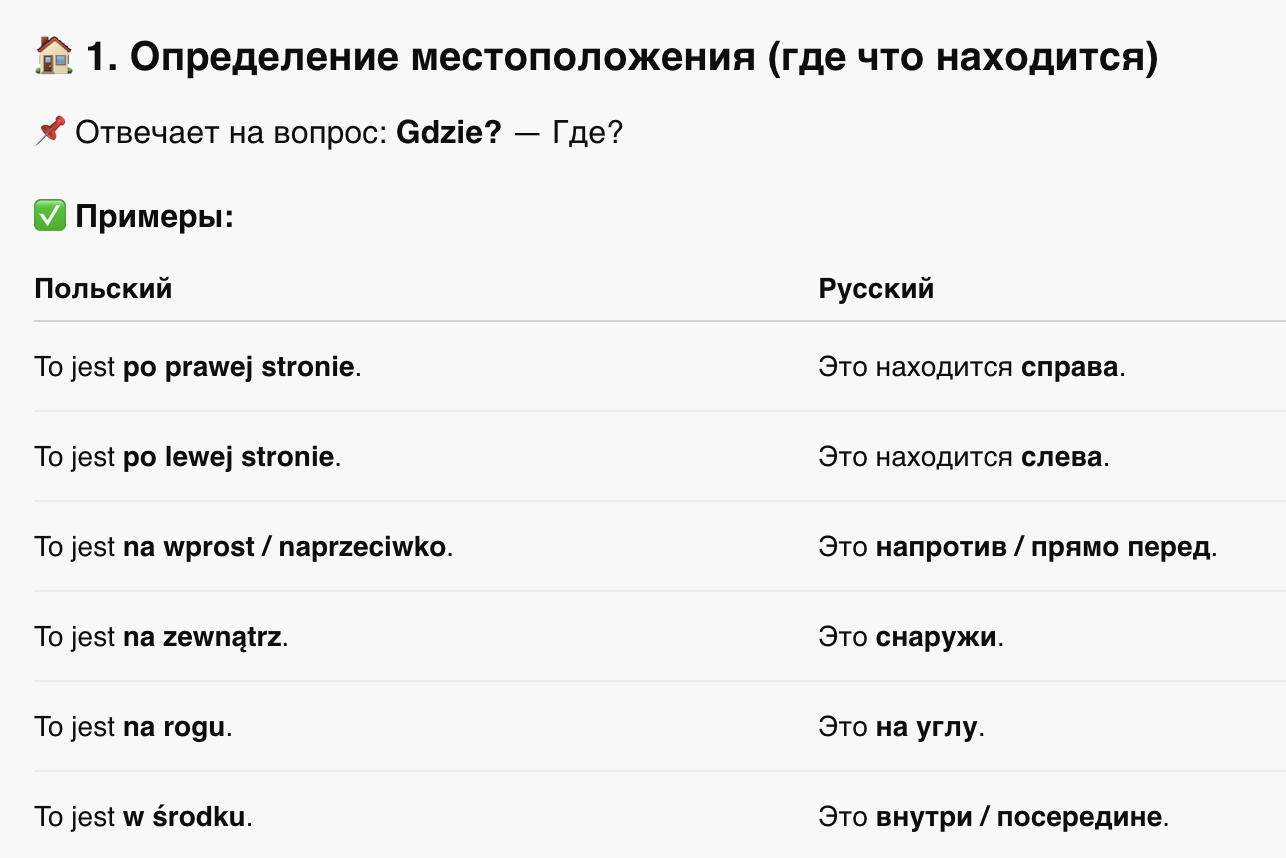 🏠 1. Определение местоположения (где что находится)
📌 Отвечает на вопрос: Gdzie? — Где?
✅ Примеры:
Польский Русский
To jest po prawej stronie. Это находится справа.
To jest po lewej stronie. Это находится слева.
To jest na wprost / naprzeciwko. Это напротив / прямо перед.
To jest na zewnątrz. Это снаружи.
To jest na rogu. Это на углу.
To jest w środku. Это внутри / посередине.